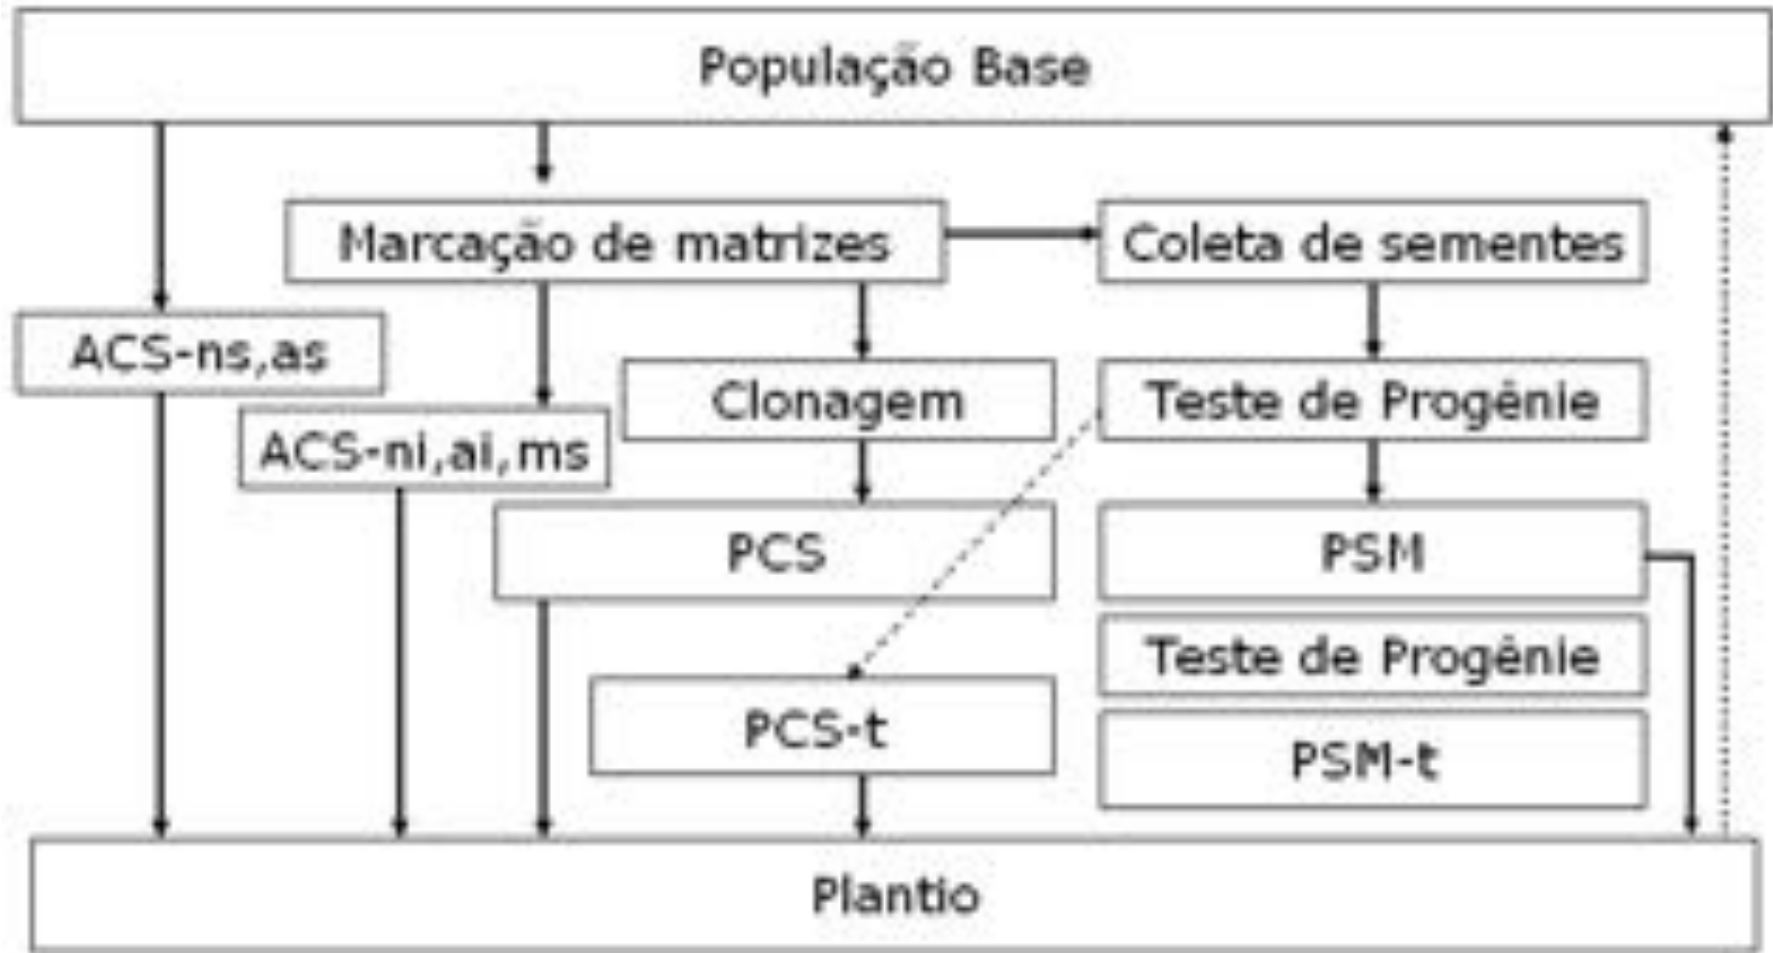 População Base
Marcação de matrizes
Coleta de sementes
ACS-ns,as
Clonagem
Teste de Progênie
ACS-ni,ai,ms
PCS
PSM
Teste de Progênie
PCS-t
PSM-t
Plantio